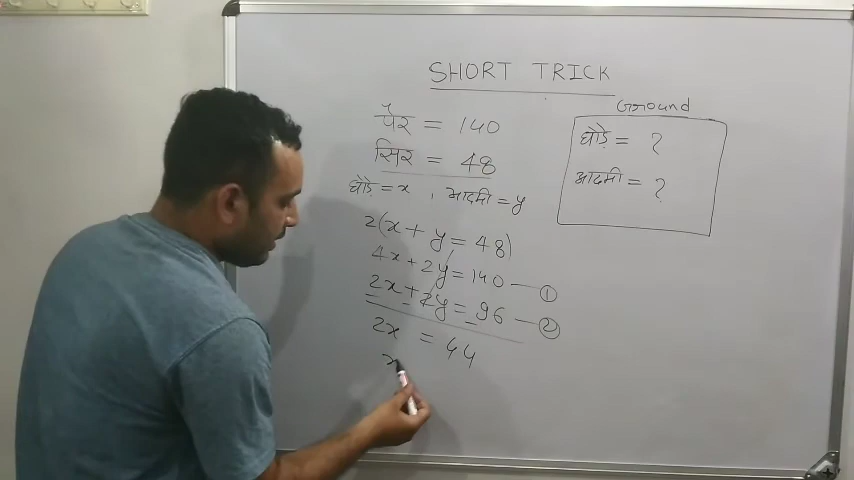 SHORT TRICK
पैर = 140
सिर = 48
घोड़े = x , आदमी = y
2(x + y = 48)
4x + 2y = 140 — ①
2x + 2y = 96 — ②
2x = 44
x
Ground
घोड़े = ?
आदमी = ?